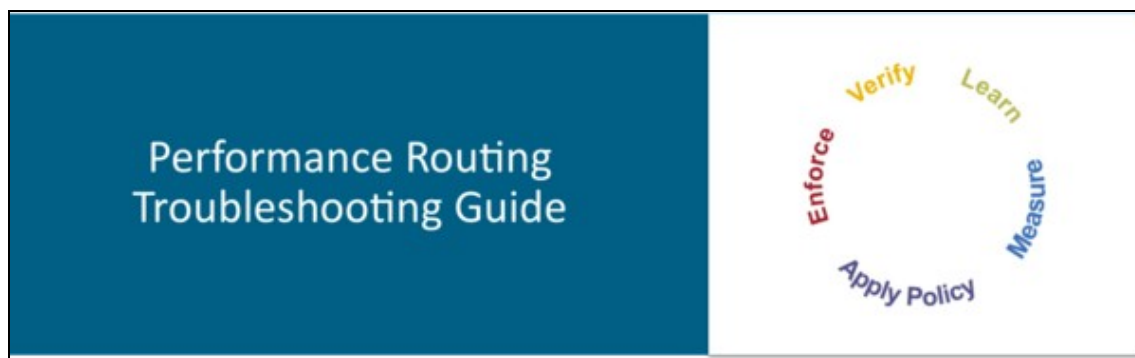 Performance Routing
Troubleshooting Guide
Verify
Learn
Measure
Apply Policy
Enforce